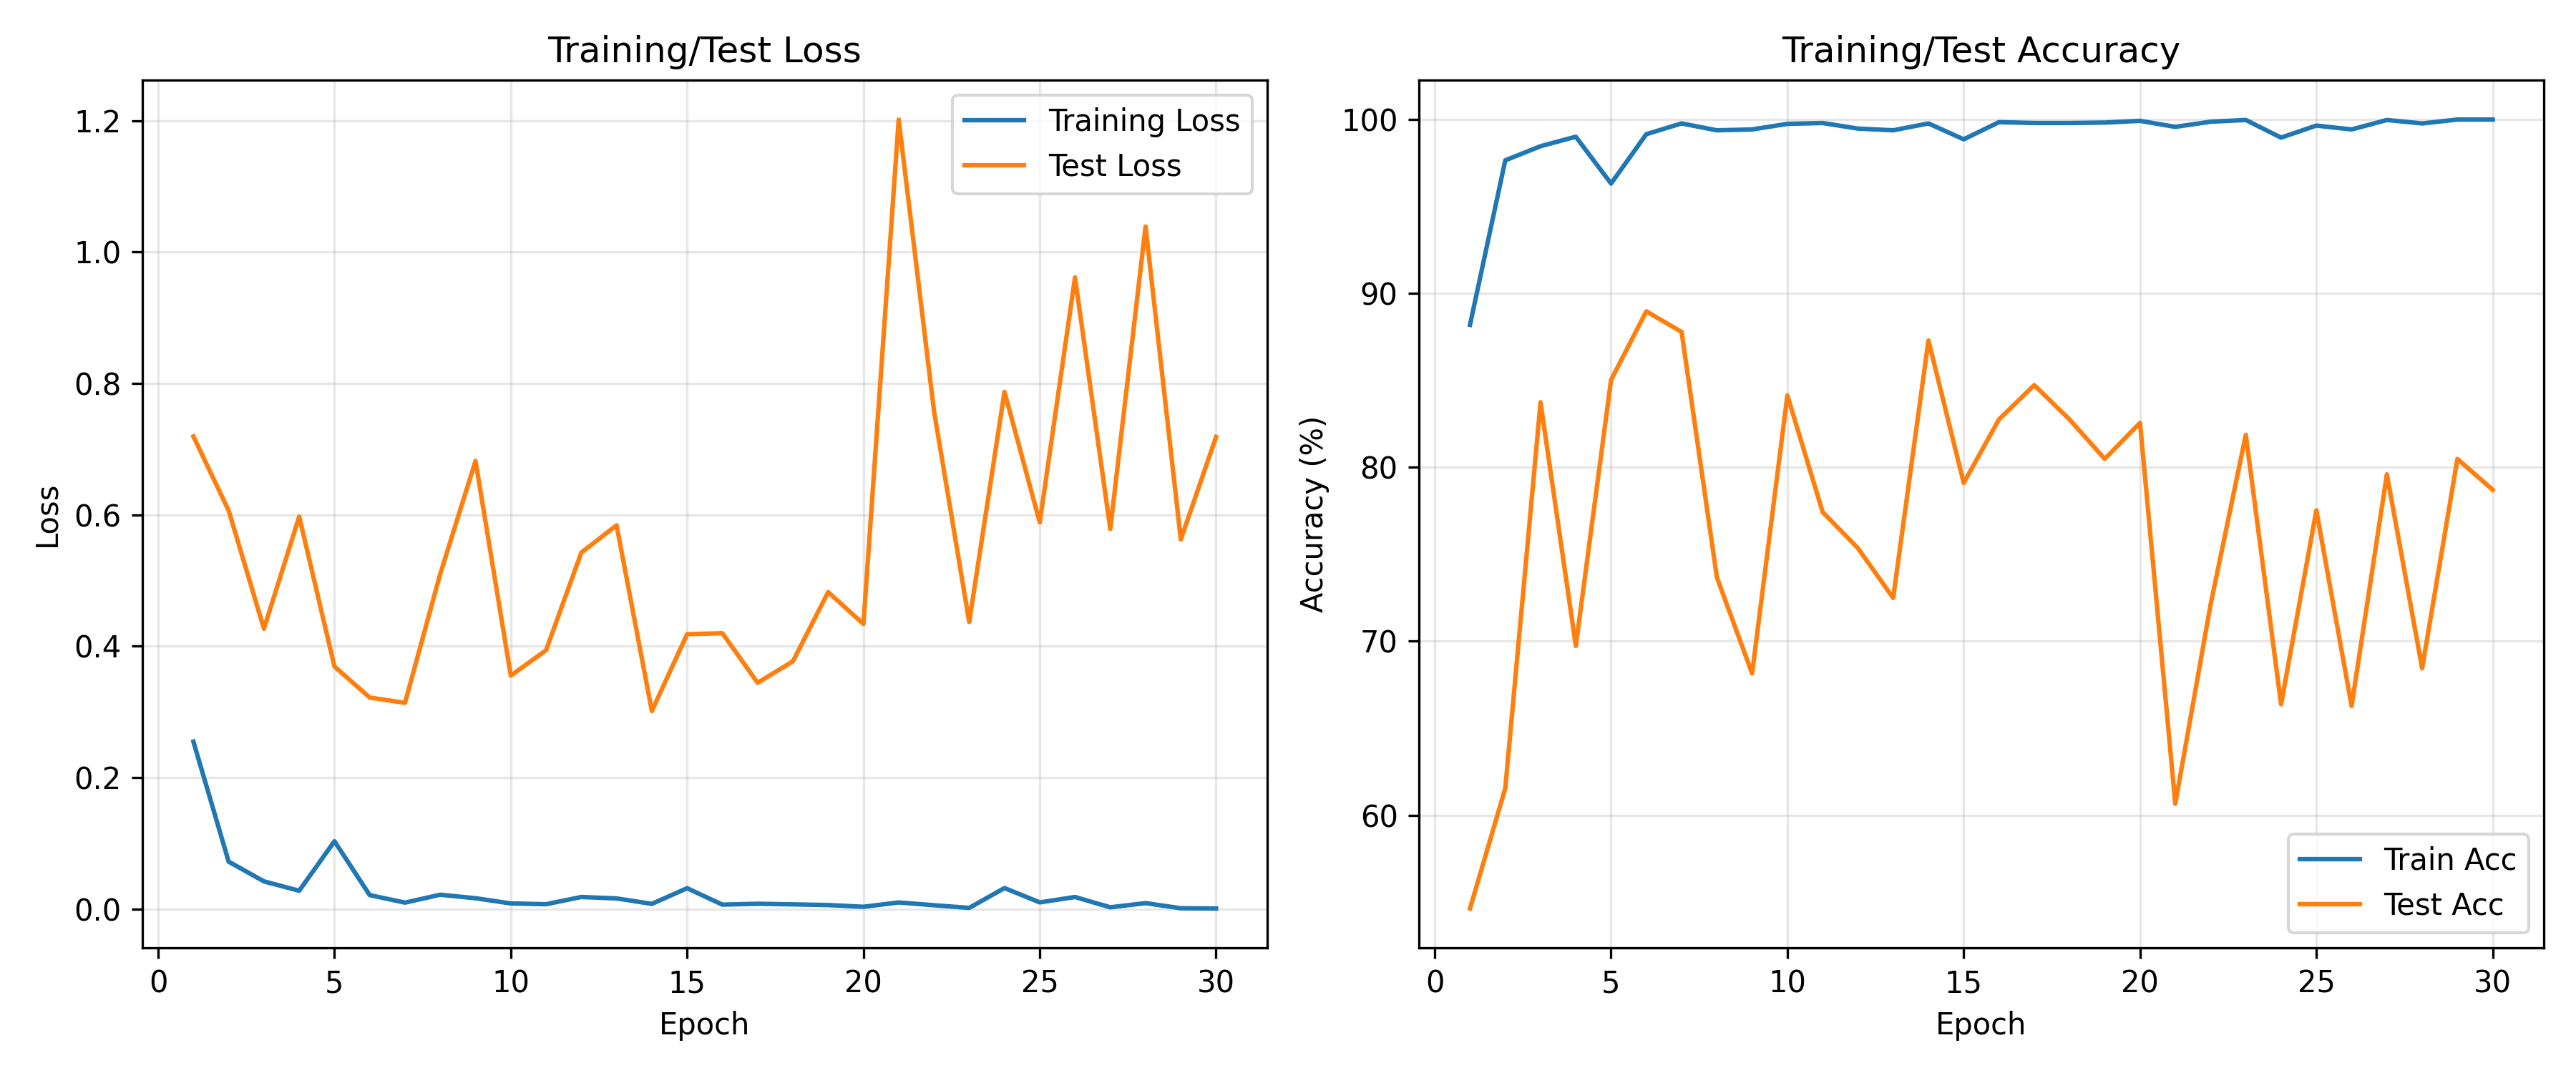 Training/Test Loss
1.2
1.0
0.8
0.6
0.4
0.2
0.0
Loss
0 5 10 15 20 25 30
Epoch
Training Loss
Test Loss
Training/Test Accuracy
100
90
80
70
60
Accuracy (%)
0 5 10 15 20 25 30
Epoch
Train Acc
Test Acc